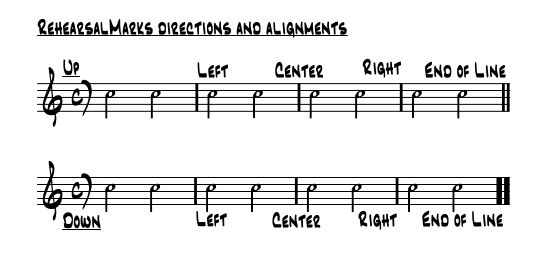 RehearsalMarks directions and alignments
Up Left Center Right End of Line
Down Left Center Right End of Line